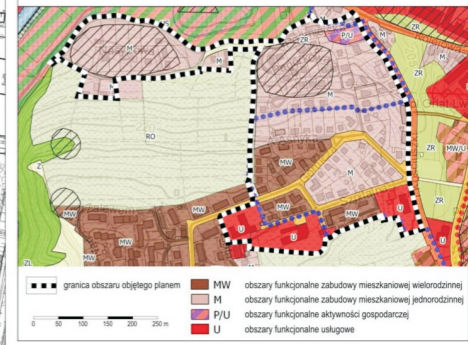 ZR
M
P/U
M
ZR
M
M
M
ZR
RO
MW/U
MW
M
Z
ZR
MW
MW
MW
U
MW
MW
U
U
U
ZL
granica obszaru objętego planem
0 50 100 150 200 250 m
MW obszary funkcjonalne zabudowy mieszkaniowej wielorodzinnej
M obszary funkcjonalne zabudowy mieszkaniowej jednorodzinnej
P/U obszary funkcjonalne aktywności gospodarczej
U obszary funkcjonalne usługowe